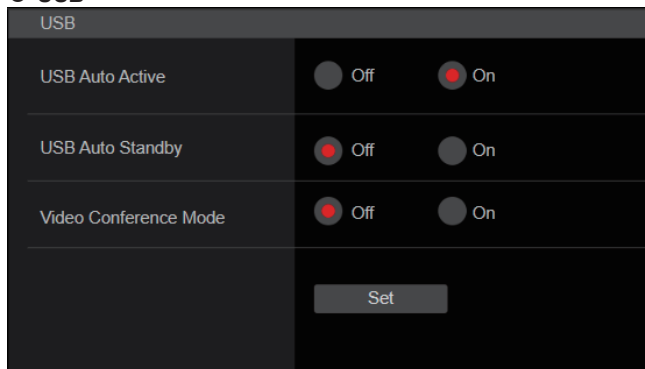 USB
USB Auto Active Off On
USB Auto Standby Off On
Video Conference Mode Off On
Set